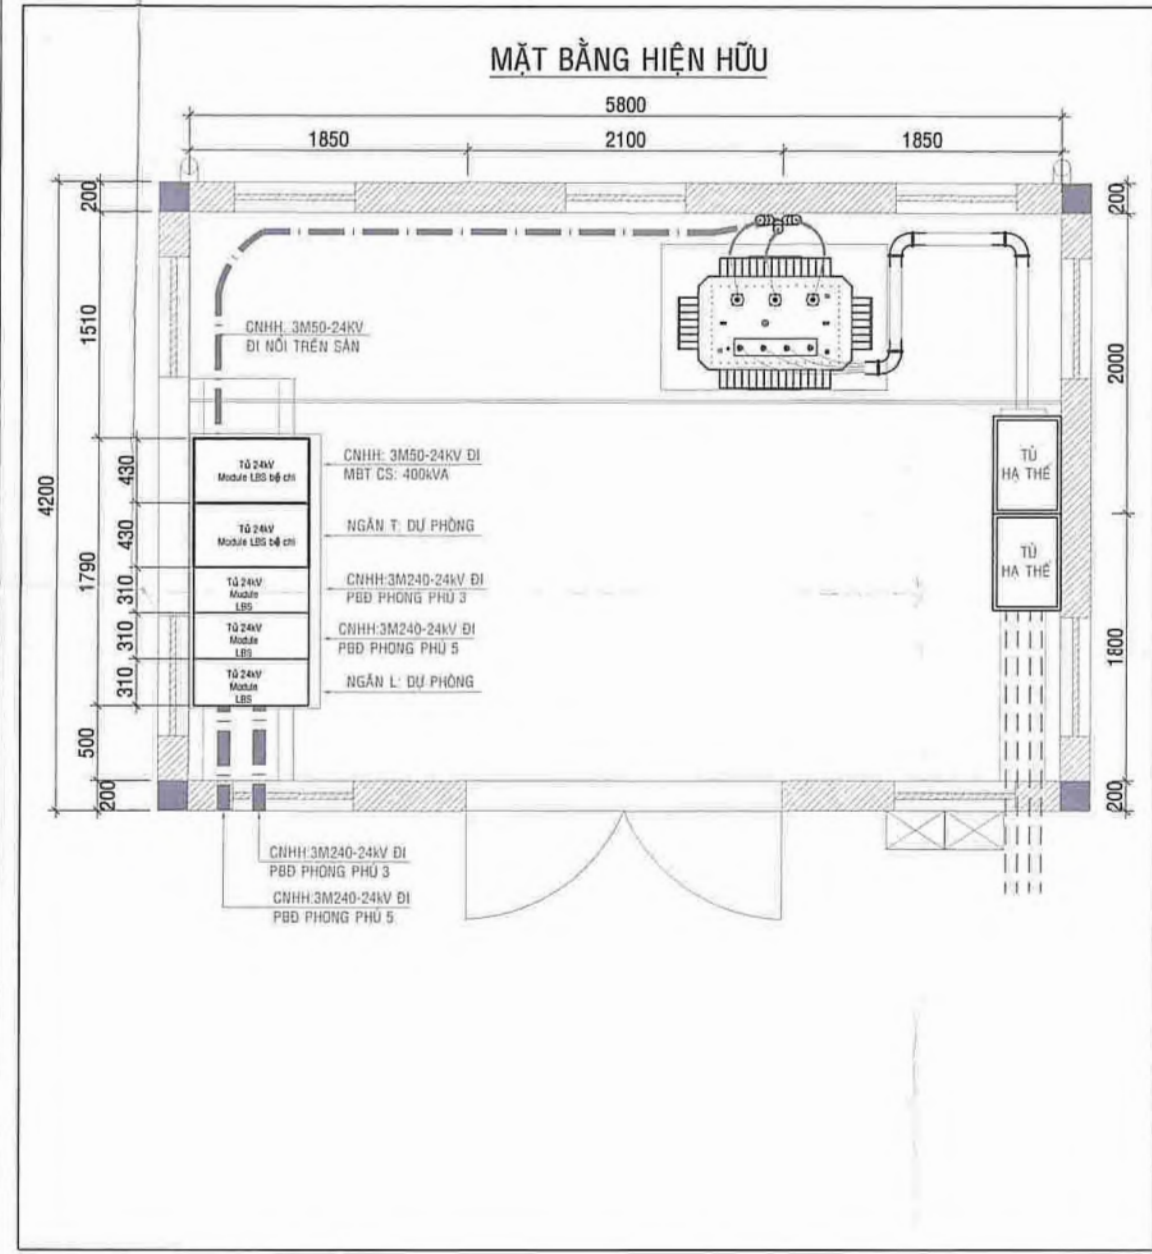 MẶT BẰNG HIỆN HỮU
5800
1850
2100
1850
200
200
1510
CNHH. 3M50-24KV
ĐI NỔI TRÊN SÀN
2000
4200
430
Tủ 24kV
Module LBS bệ chì
CNHH: 3M50-24KV ĐI
MBT CS: 400kVA
TỦ
HẠ THẾ
430
Tủ 24kV
Module LBS bệ chì
NGĂN T: DỰ PHÒNG
TỦ
HẠ THẾ
1790
310
Tủ 24kV
Module
LBS
CNHH:3M240-24kV ĐI
PBĐ PHONG PHÚ 3
310
Tủ 24kV
Module
LBS
CNHH:3M240-24kV ĐI
PBĐ PHONG PHÚ 5
1800
310
Tủ 24kV
Module
LBS
NGĂN L: DỰ PHÒNG
500
200
200
CNHH:3M240-24kV ĐI
PBĐ PHONG PHÚ 3
CNHH:3M240-24kV ĐI
PBĐ PHONG PHÚ 5